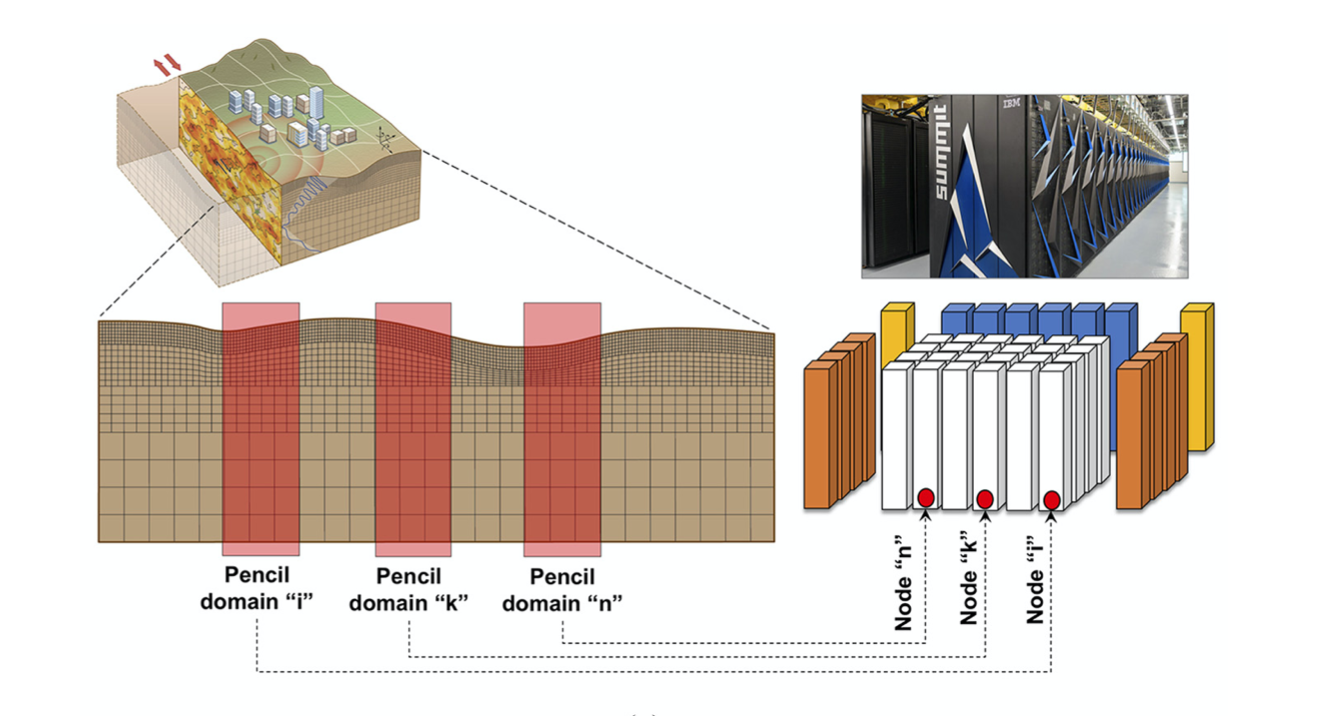 summit
IBM
Pencil
domain “i”
Pencil
domain “k”
Pencil
domain “n”
Node “n”
Node “k”
Node “i”